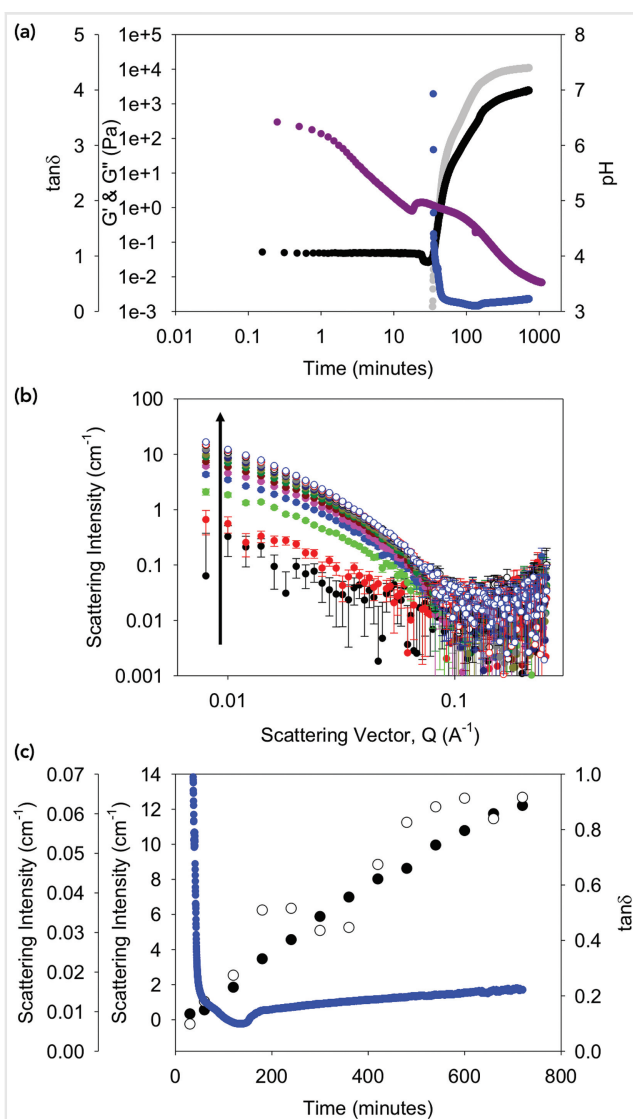 (a)
5
4
3
2
1
0
tanδ
1e+5
1e+4
1e+3
1e+2
1e+1
1e+0
1e-1
1e-2
1e-3
G' & G" (Pa)
8
7
6
5
4
3
pH
0.01 0.1 1 10 100 1000
Time (minutes)
(b)
100
10
1
0.1
0.01
0.001
Scattering Intensity (cm⁻¹)
0.01 0.1
Scattering Vector, Q (A⁻¹)
(c)
0.07
0.06
0.05
0.04
0.03
0.02
0.01
0.00
Scattering Intensity (cm⁻¹)
14
12
10
8
6
4
2
0
Scattering Intensity (cm⁻¹)
1.0
0.8
0.6
0.4
0.2
0.0
tanδ
0 200 400 600 800
Time (minutes)